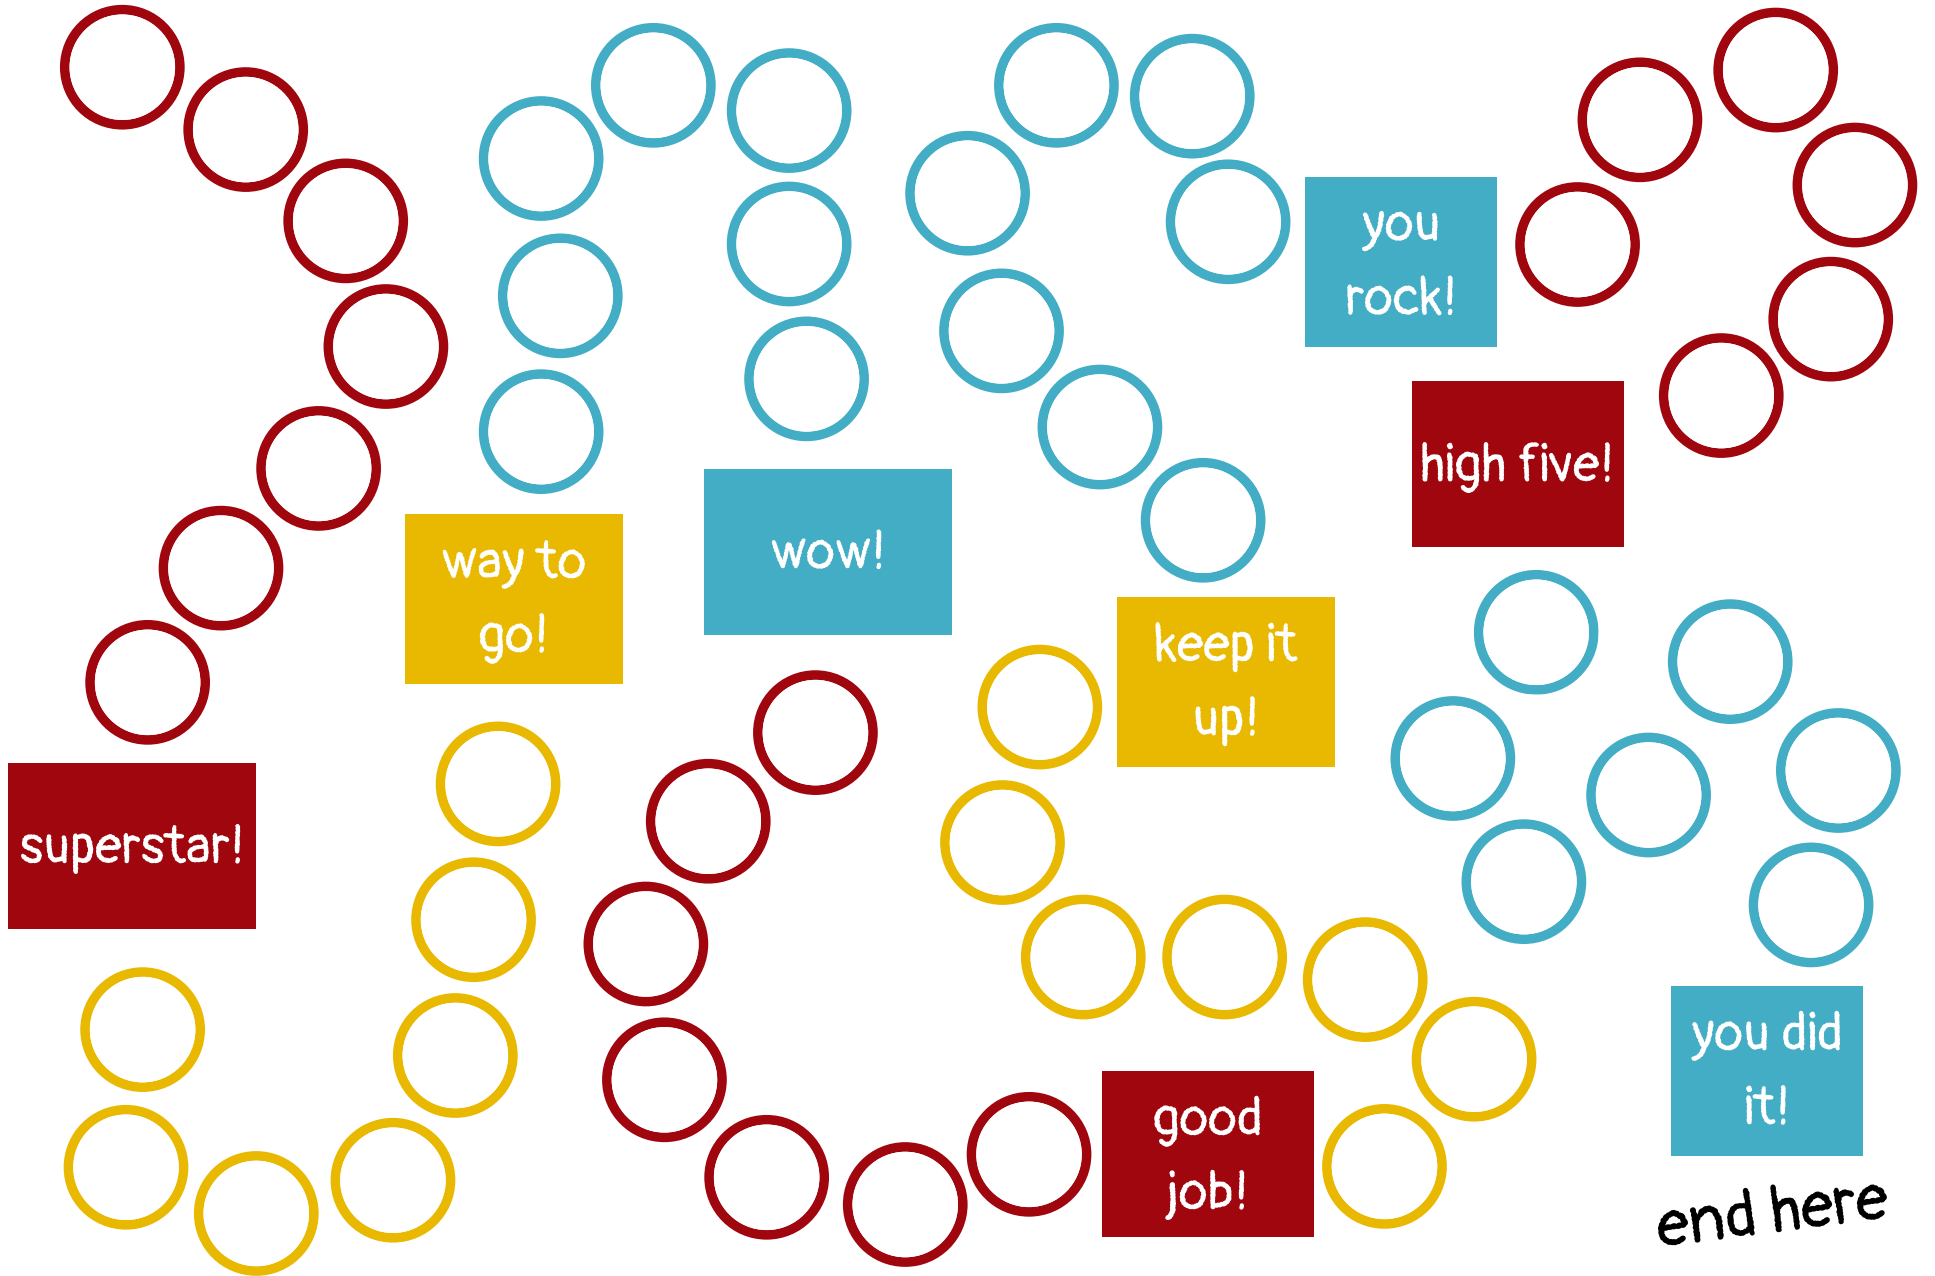 superstar!
way to
go!
wow!
good
job!
keep it
up!
you
rock!
high five!
you did
it!
end here